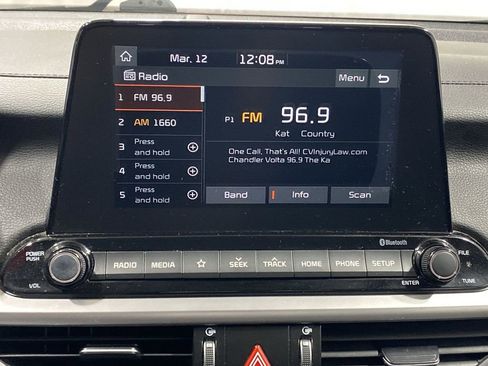 Mar. 12 12:08 PM
Radio Menu
1 FM 96.9
2 AM 1660
3 Press and hold
4 Press and hold
5 Press and hold
P1 FM 96.9
Kat Country
One Call, That's All! CVInjuryLaw.com
Chandler Volta 96.9 The Ka
Band Info Scan
Bluetooth
POWER
PUSH
VOL
RADIO MEDIA SEEK TRACK HOME PHONE SETUP
ENTER
FILE
TUNE